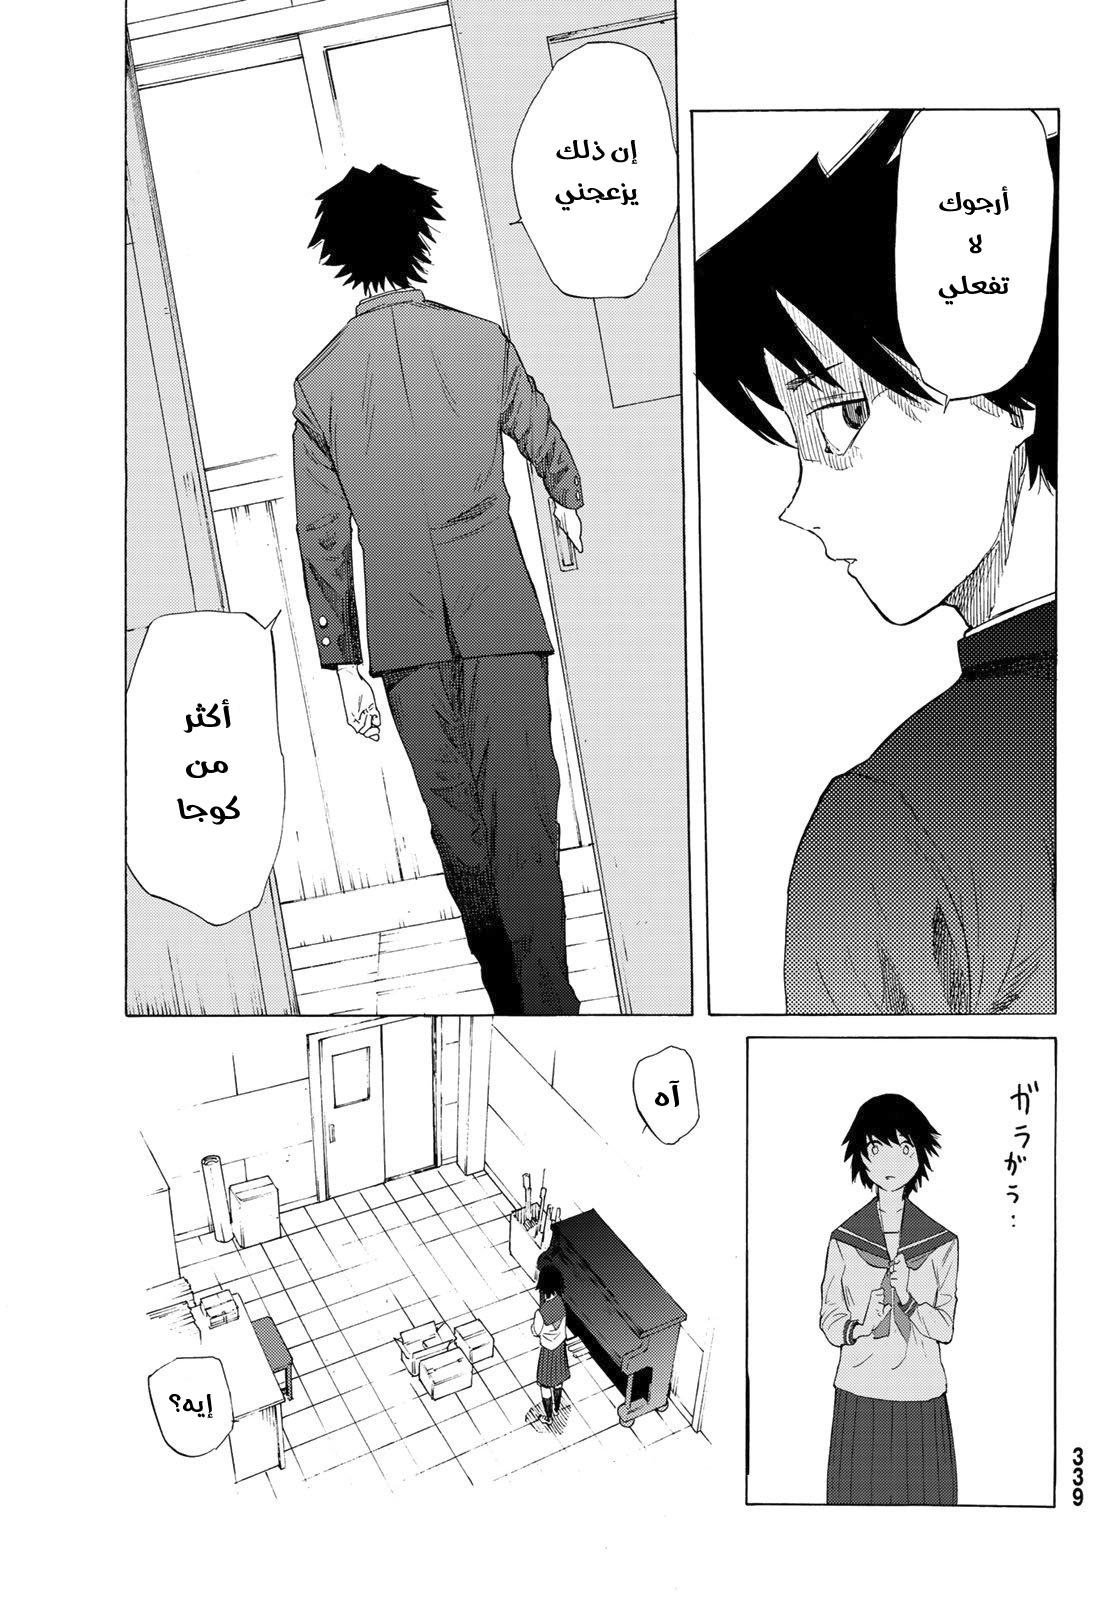 أرجوك
لا
تفعلي
إن ذلك
يزعجني
أكثر
من
كوجا
ガラガラ…
آه
إيه؟
339